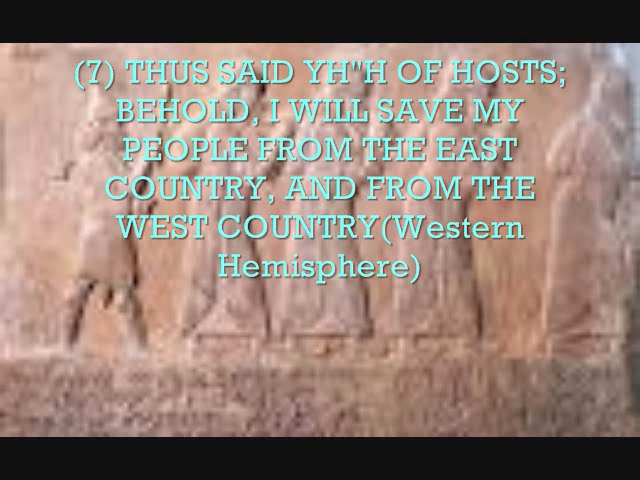 (7) THUS SAID YH"H OF HOSTS;
BEHOLD, I WILL SAVE MY
PEOPLE FROM THE EAST
COUNTRY, AND FROM THE
WEST COUNTRY(Western
Hemisphere)